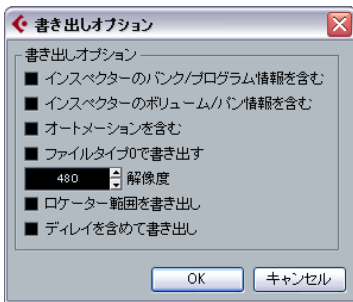 書き出しオプション
書き出しオプション
インスペクターのバンク/プログラム情報を含む
インスペクターのボリューム/パン情報を含む
オートメーションを含む
ファイルタイプ0で書き出す
480 解像度
ロケーター範囲を書き出し
ディレイを含めて書き出し
OK キャンセル